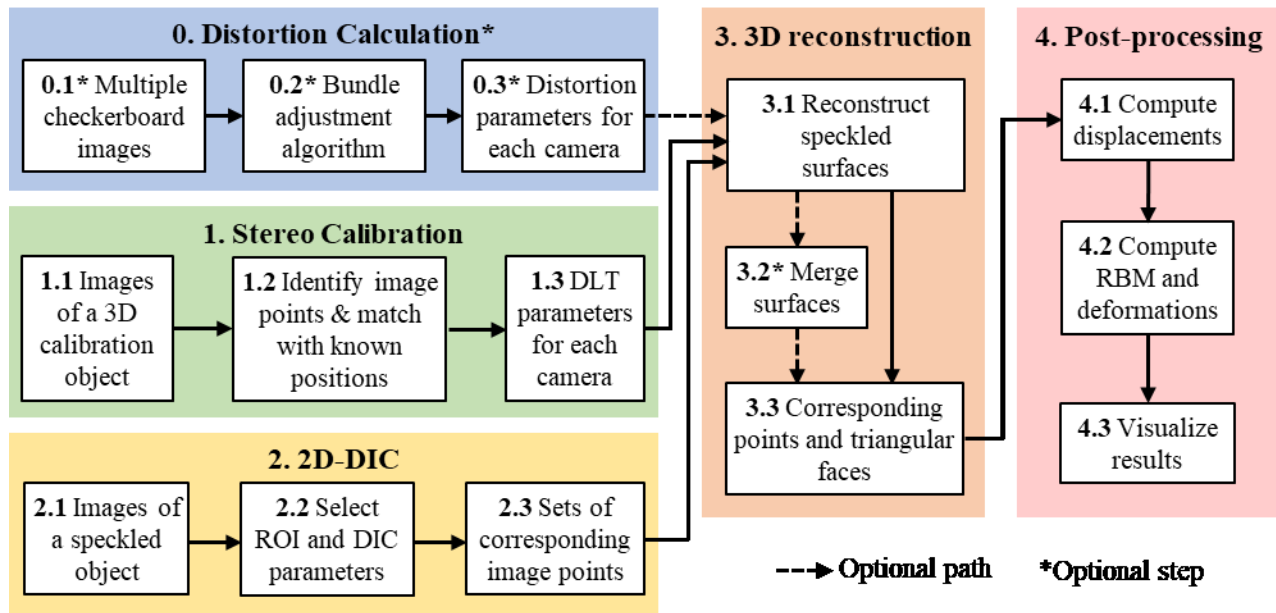 0. Distortion Calculation*
0.1* Multiple
checkerboard
images
0.2* Bundle
adjustment
algorithm
0.3* Distortion
parameters for
each camera
1. Stereo Calibration
1.1 Images
of a 3D
calibration
object
1.2 Identify image
points & match
with known
positions
1.3 DLT
parameters
for each
camera
2. 2D-DIC
2.1 Images of
a speckled
object
2.2 Select
ROI and DIC
parameters
2.3 Sets of
corresponding
image points
3. 3D reconstruction
3.1 Reconstruct
speckled
surfaces
3.2* Merge
surfaces
3.3 Corresponding
points and triangular
faces
4. Post-processing
4.1 Compute
displacements
4.2 Compute
RBM and
deformations
4.3 Visualize
results
Optional path
*Optional step